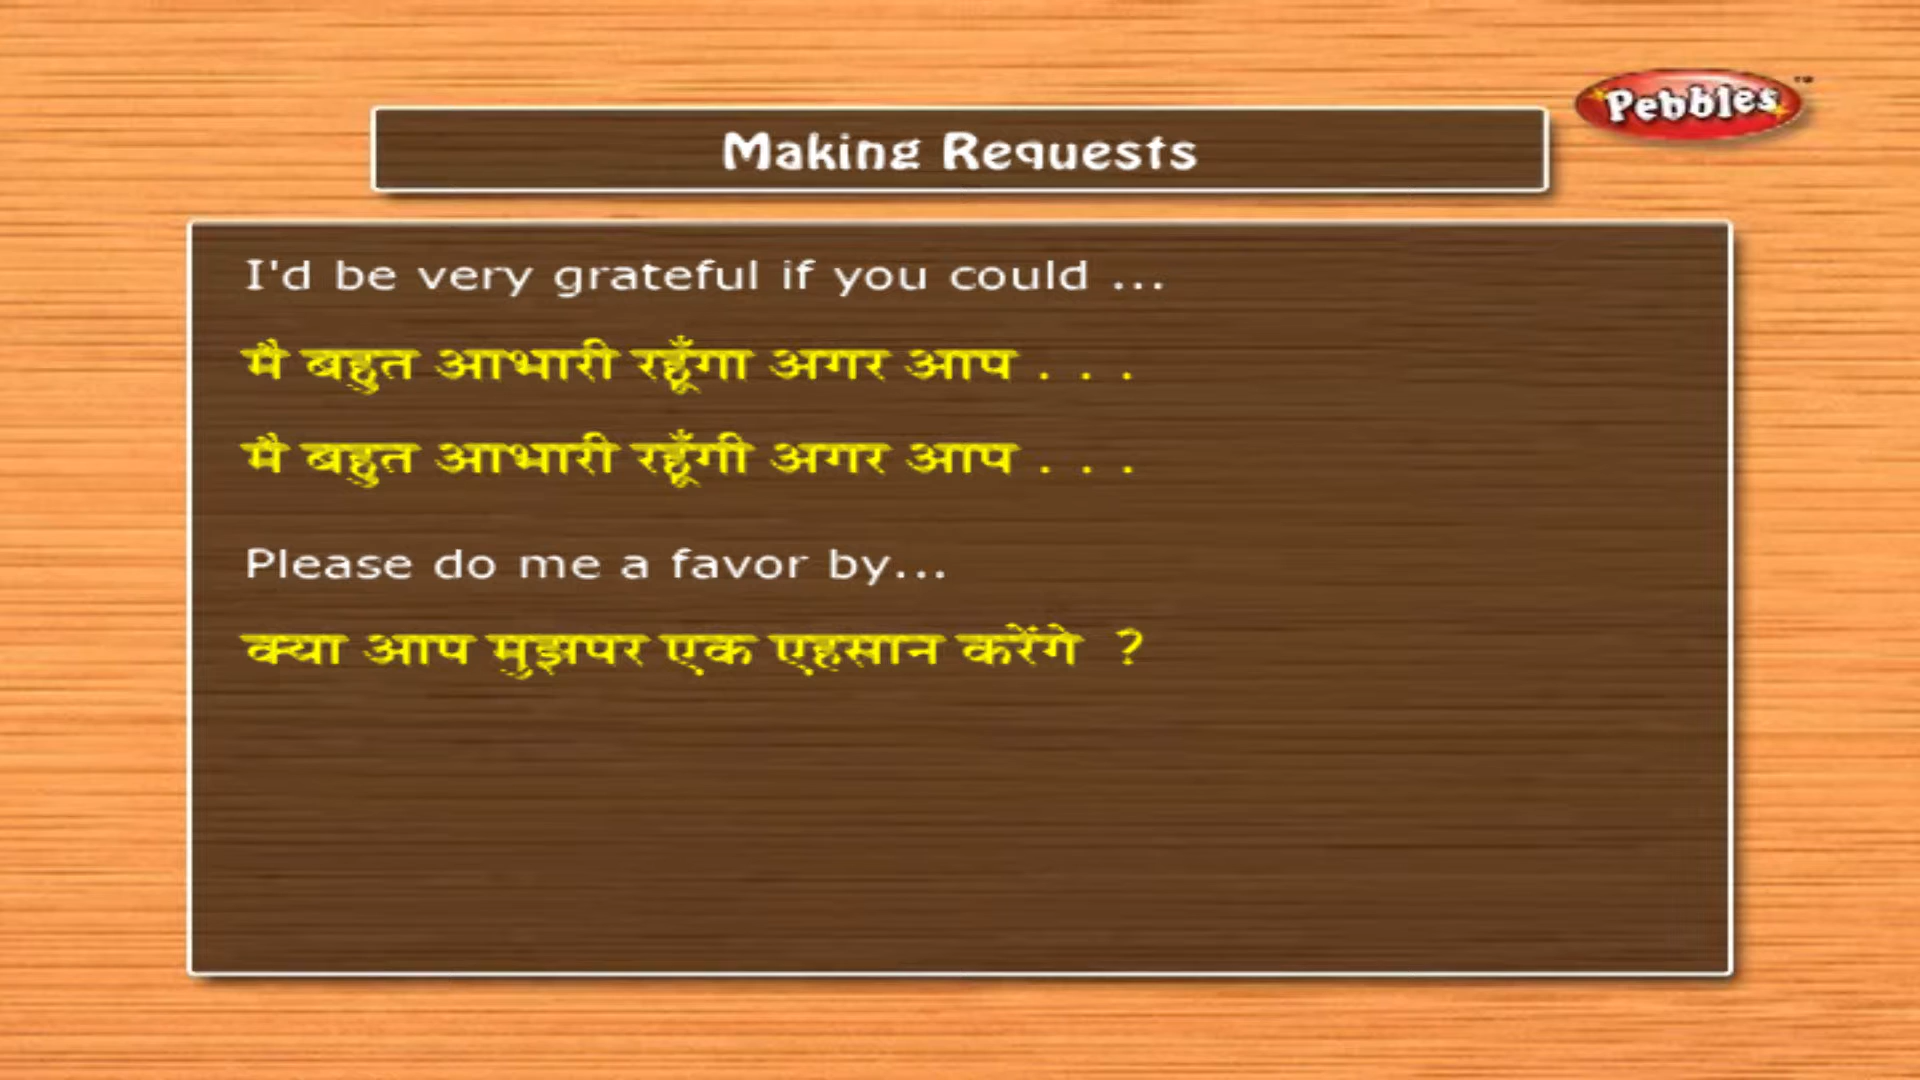 Pebbles™
Making Requests
I'd be very grateful if you could ...
मै बहुत आभारी रहूँगा अगर आप . . .
मै बहुत आभारी रहूँगी अगर आप . . .
Please do me a favor by...
क्या आप मुझपर एक एहसान करेंगे ?